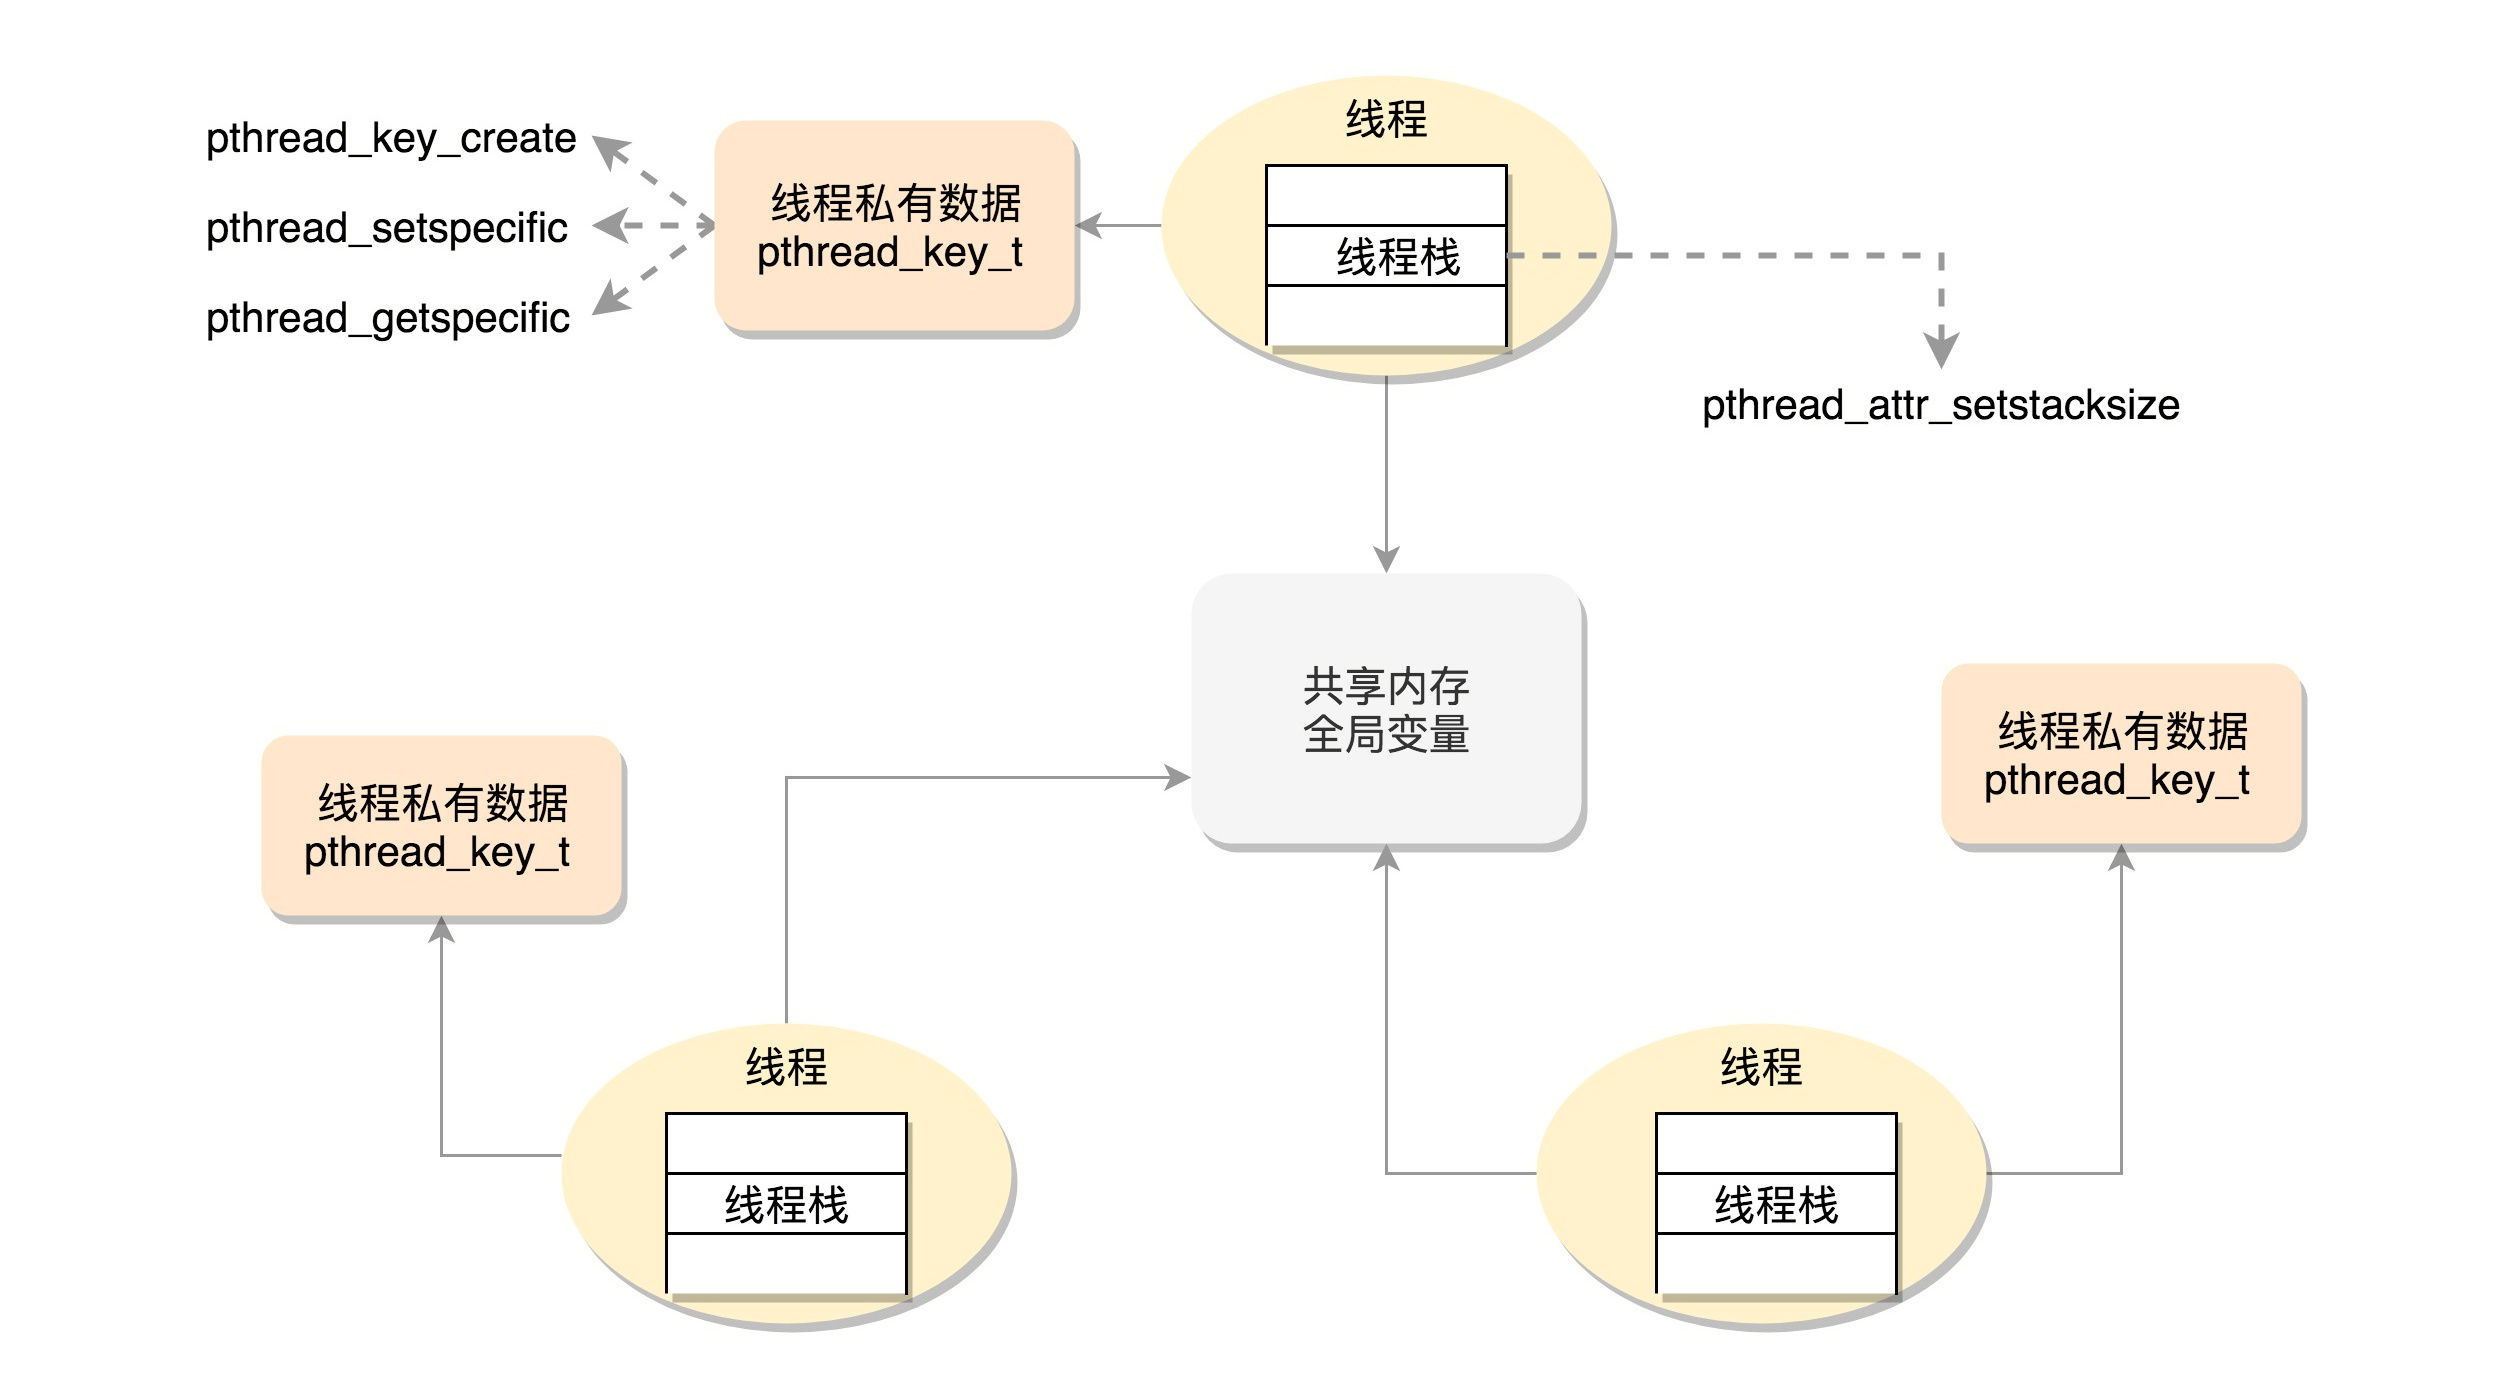 线程
pthread_key_create
pthread_setspecific
pthread_getspecific
线程私有数据
pthread_key_t
线程栈
pthread_attr_setstacksize
共享内存
全局变量
线程私有数据
pthread_key_t
线程私有数据
pthread_key_t
线程
线程栈
线程
线程栈